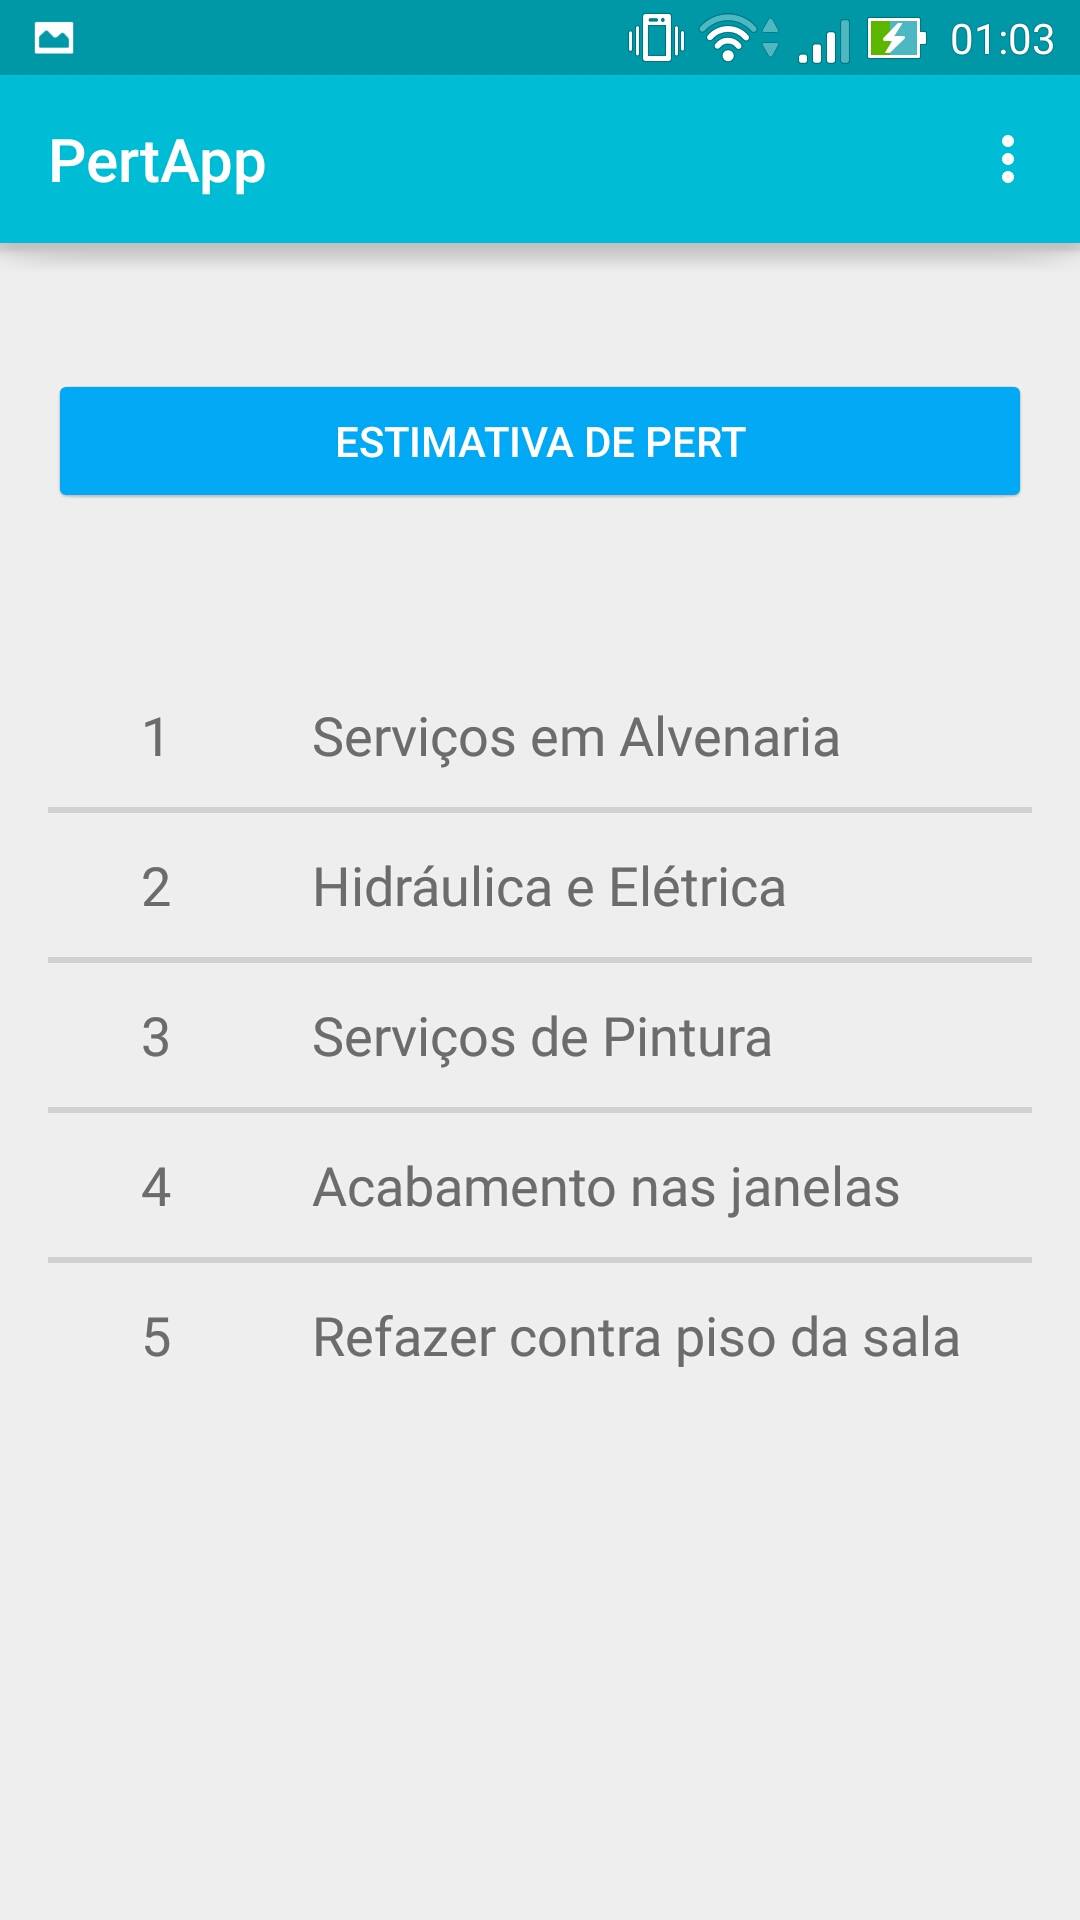 01:03
PertApp
ESTIMATIVA DE PERT
1 Serviços em Alvenaria
2 Hidráulica e Elétrica
3 Serviços de Pintura
4 Acabamento nas janelas
5 Refazer contra piso da sala